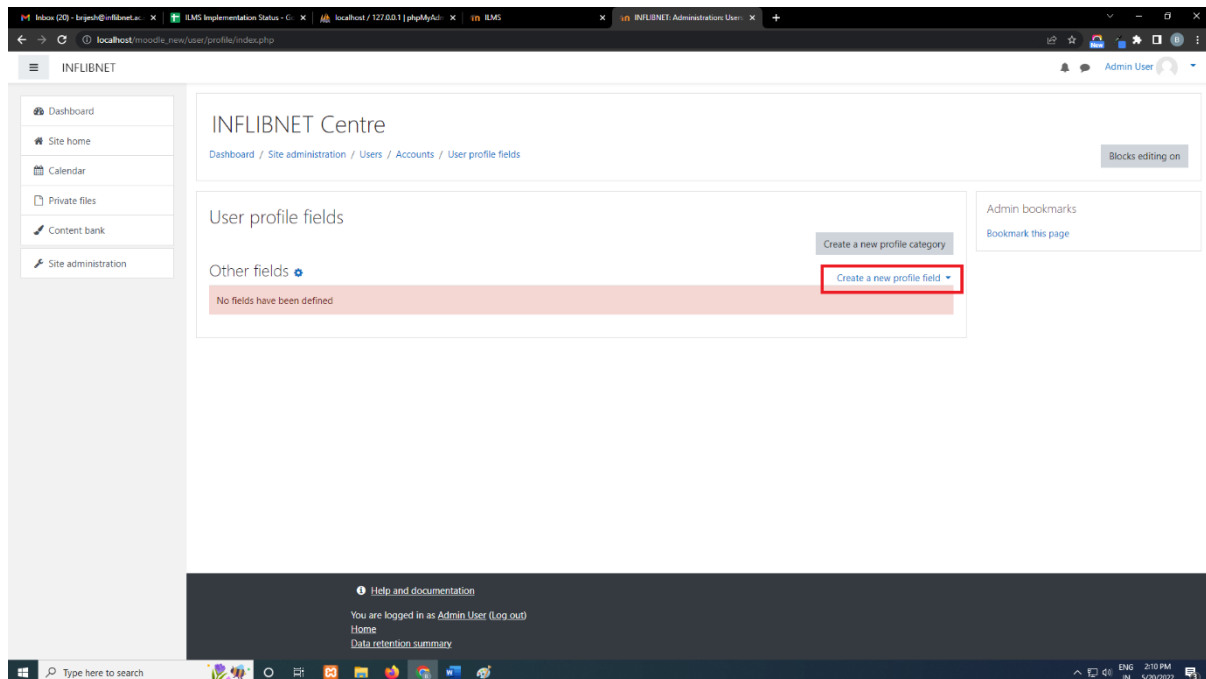 Inbox (20) - brijesh@inflibnet.ac.
ILMS Implementation Status - G
localhost / 127.0.0.1 | phpMyAdm
ILMS
INFLIBNET: Administration: Users:
localhost/moodle_new/user/profile/index.php
New
B
INFLIBNET
Admin User
Dashboard
Site home
Calendar
Private files
Content bank
Site administration
INFLIBNET Centre
Dashboard / Site administration / Users / Accounts / User profile fields
Blocks editing on
User profile fields
Create a new profile category
Other fields
Create a new profile field
No fields have been defined
Admin bookmarks
Bookmark this page
Help and documentation
You are logged in as Admin User (Log out)
Home
Data retention summary
Type here to search
ENG 2:10 PM
IN 5/20/2022